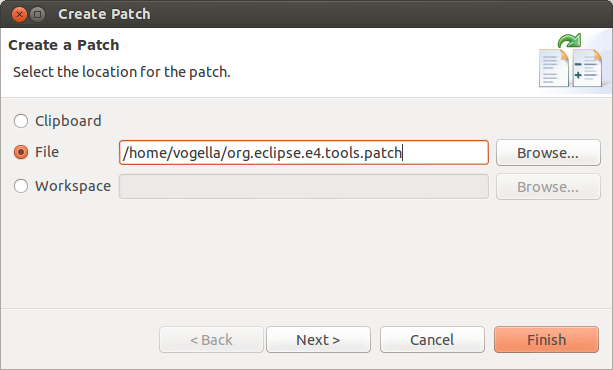 Create Patch
Create a Patch
Select the location for the patch.
Clipboard
File /home/vogella/org.eclipse.e4.tools.patch Browse...
Workspace Browse...
< Back Next > Cancel Finish